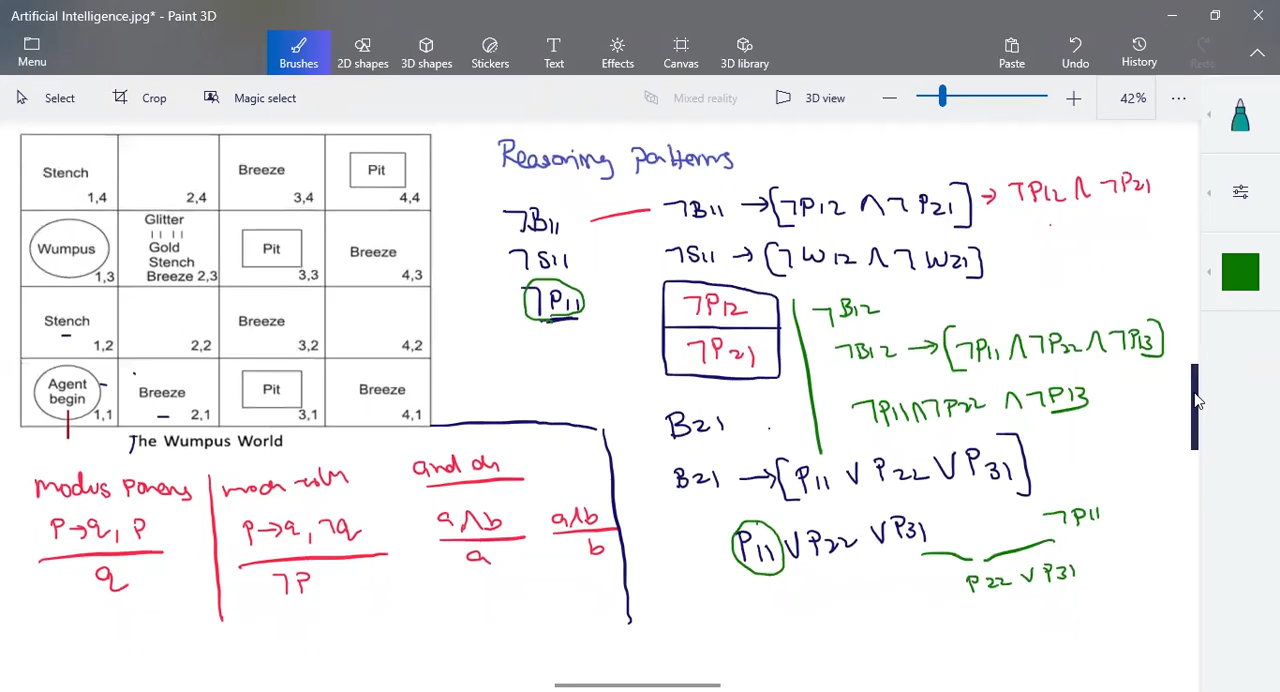 Artificial Intelligence.jpg* - Paint 3D
Menu
Brushes
2D shapes
3D shapes
Stickers
Text
Effects
Canvas
3D library
Paste
Undo
History
Redo
Select
Crop
Magic select
Mixed reality
3D view
42%
Stench 1,4
2,4
Breeze 3,4
Pit 4,4
Wumpus 1,3
Glitter
Gold
Stench
Breeze 2,3
Pit 3,3
Breeze 4,3
Stench 1,2
2,2
Breeze 3,2
4,2
Agent
begin 1,1
Breeze 2,1
Pit 3,1
Breeze 4,1
The Wumpus World
Reasoning patterns
¬B11
¬S11
¬P11
¬B11 → [¬P12 ∧ ¬P21] → ¬P12 ∧ ¬P21
¬S11 → [¬W12 ∧ ¬W21]
¬P12
¬P21
¬B12
¬B12 → [¬P11 ∧ ¬P22 ∧ ¬P13]
¬P11 ∧ ¬P22 ∧ ¬P13
B21
B21 → [P11 ∨ P22 ∨ P31]
P11 ∨ P22 ∨ P31
¬P11
P22 ∨ P31
modus ponens
P→q, P
q
P→q, ¬q
¬P
and
a∧b
a
a∧b
b